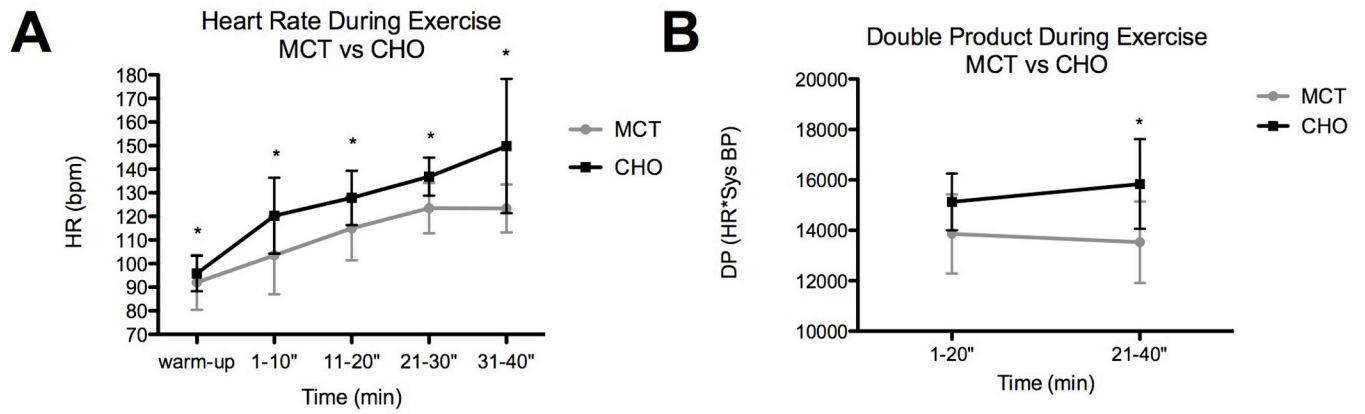 A
Heart Rate During Exercise
MCT vs CHO
180
170
160
150
140
130
120
110
100
90
80
70
HR (bpm)
*
*
*
*
*
warm-up 1-10" 11-20" 21-30" 31-40"
Time (min)
MCT
CHO
B
Double Product During Exercise
MCT vs CHO
20000
18000
16000
14000
12000
10000
DP (HR*Sys BP)
*
1-20" 21-40"
Time (min)
MCT
CHO